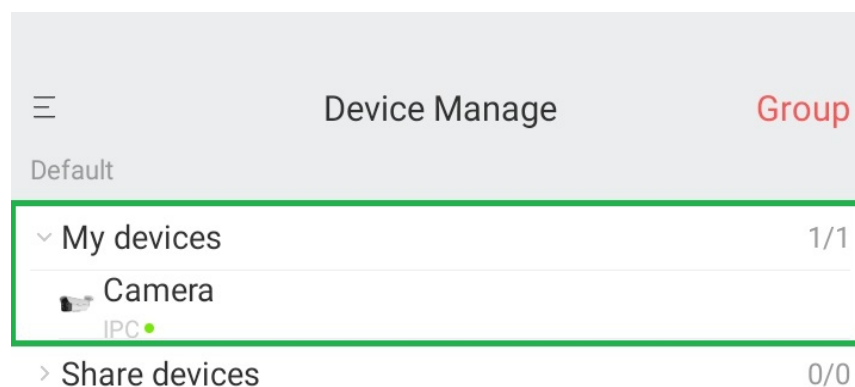 Device Manage Group
Default
My devices 1/1
Camera
IPC
Share devices 0/0